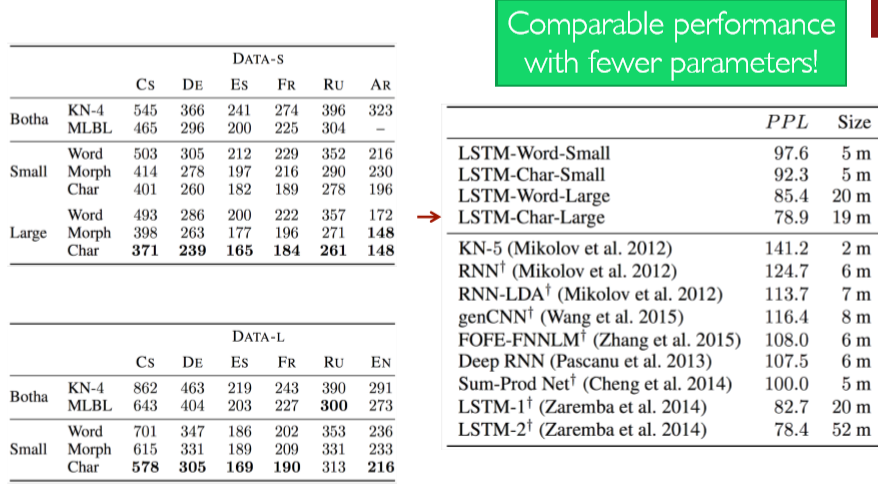 Comparable performance
with fewer parameters!
DATA-S
CS DE ES FR RU AR
Botha KN-4 545 366 241 274 396 323
MLBL 465 296 200 225 304 –
Word 503 305 212 229 352 216
Small Morph 414 278 197 216 290 230
Char 401 260 182 189 278 196
Word 493 286 200 222 357 172
Large Morph 398 263 177 196 271 148
Char 371 239 165 184 261 148
DATA-L
CS DE ES FR RU EN
Botha KN-4 862 463 219 243 390 291
MLBL 643 404 203 227 300 273
Word 701 347 186 202 353 236
Small Morph 615 331 189 209 331 233
Char 578 305 169 190 313 216
PPL Size
LSTM-Word-Small 97.6 5 m
LSTM-Char-Small 92.3 5 m
LSTM-Word-Large 85.4 20 m
LSTM-Char-Large 78.9 19 m
KN-5 (Mikolov et al. 2012) 141.2 2 m
RNN† (Mikolov et al. 2012) 124.7 6 m
RNN-LDA† (Mikolov et al. 2012) 113.7 7 m
genCNN† (Wang et al. 2015) 116.4 8 m
FOFE-FNNLM† (Zhang et al. 2015) 108.0 6 m
Deep RNN (Pascanu et al. 2013) 107.5 6 m
Sum-Prod Net† (Cheng et al. 2014) 100.0 5 m
LSTM-1† (Zaremba et al. 2014) 82.7 20 m
LSTM-2† (Zaremba et al. 2014) 78.4 52 m